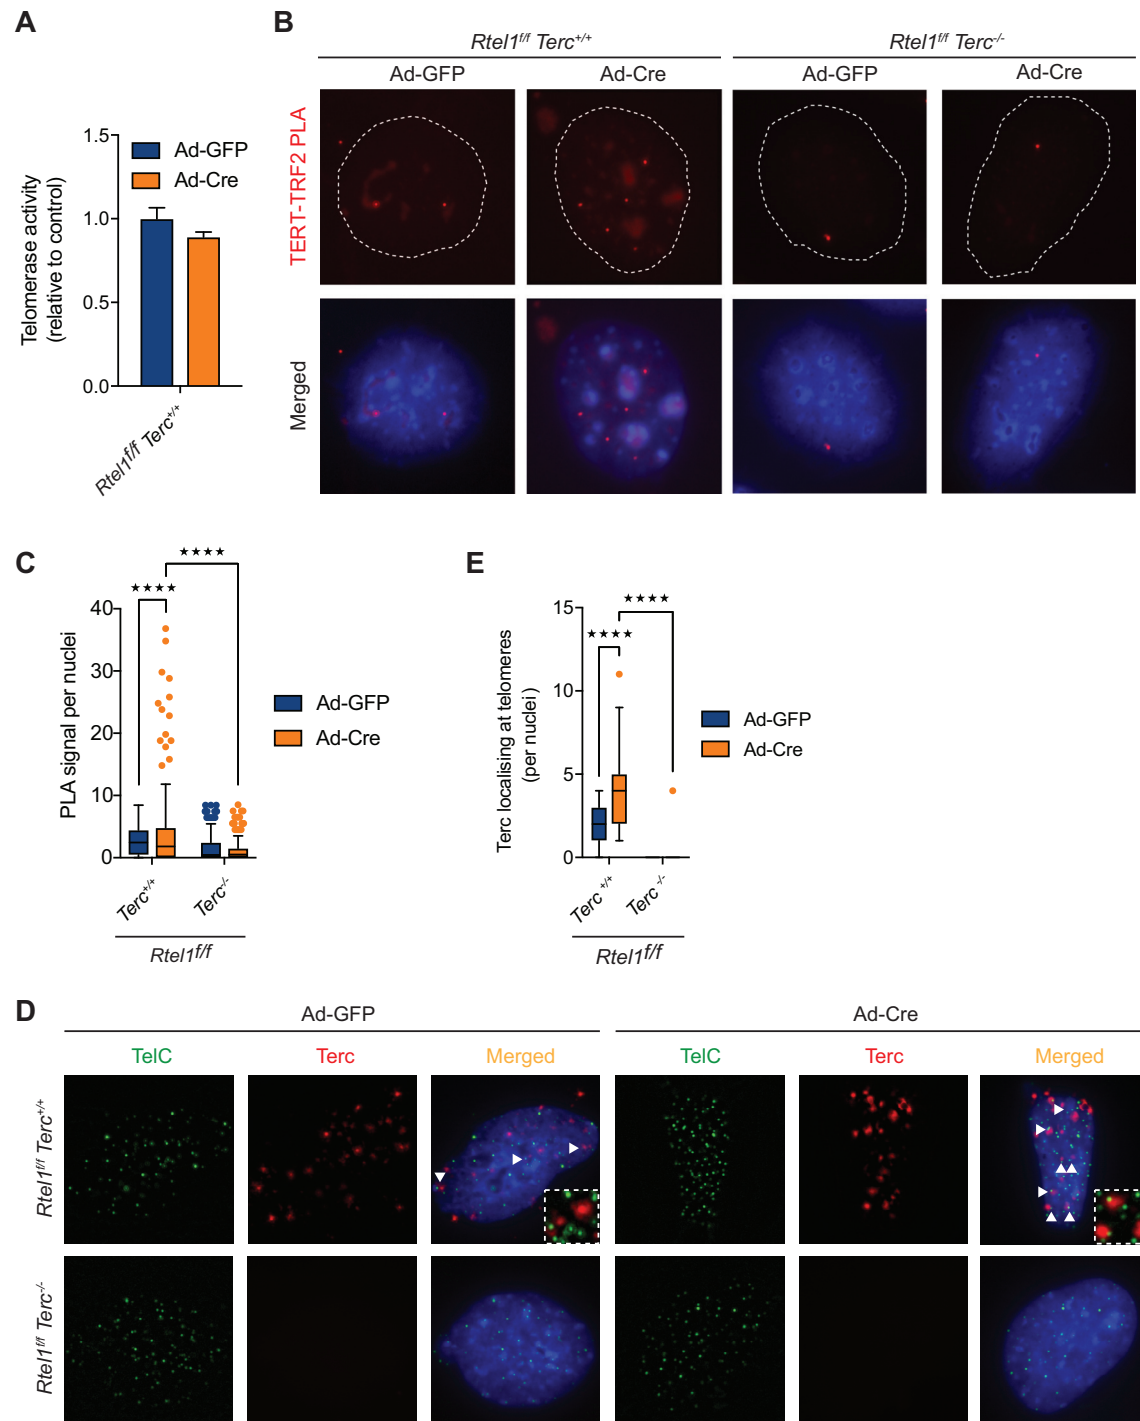 A
1.5
1.0
0.5
0.0
Telomerase activity
(relative to control)
Ad-GFP
Ad-Cre
Rtel1f/f Terc+/+
B
Rtel1f/f Terc+/+
Rtel1f/f Terc-/-
Ad-GFP
Ad-Cre
Ad-GFP
Ad-Cre
TERT-TRF2 PLA
Merged
C
★★★★
★★★★
40
30
20
10
0
PLA signal per nuclei
Ad-GFP
Ad-Cre
Terc+/+
Terc-/-
Rtel1f/f
E
★★★★
★★★★
15
10
5
0
Terc localising at telomeres
(per nuclei)
Ad-GFP
Ad-Cre
Terc+/+
Terc-/-
Rtel1f/f
D
Ad-GFP
Ad-Cre
TelC
Terc
Merged
TelC
Terc
Merged
Rtel1f/f Terc+/+
Rtel1f/f Terc-/-